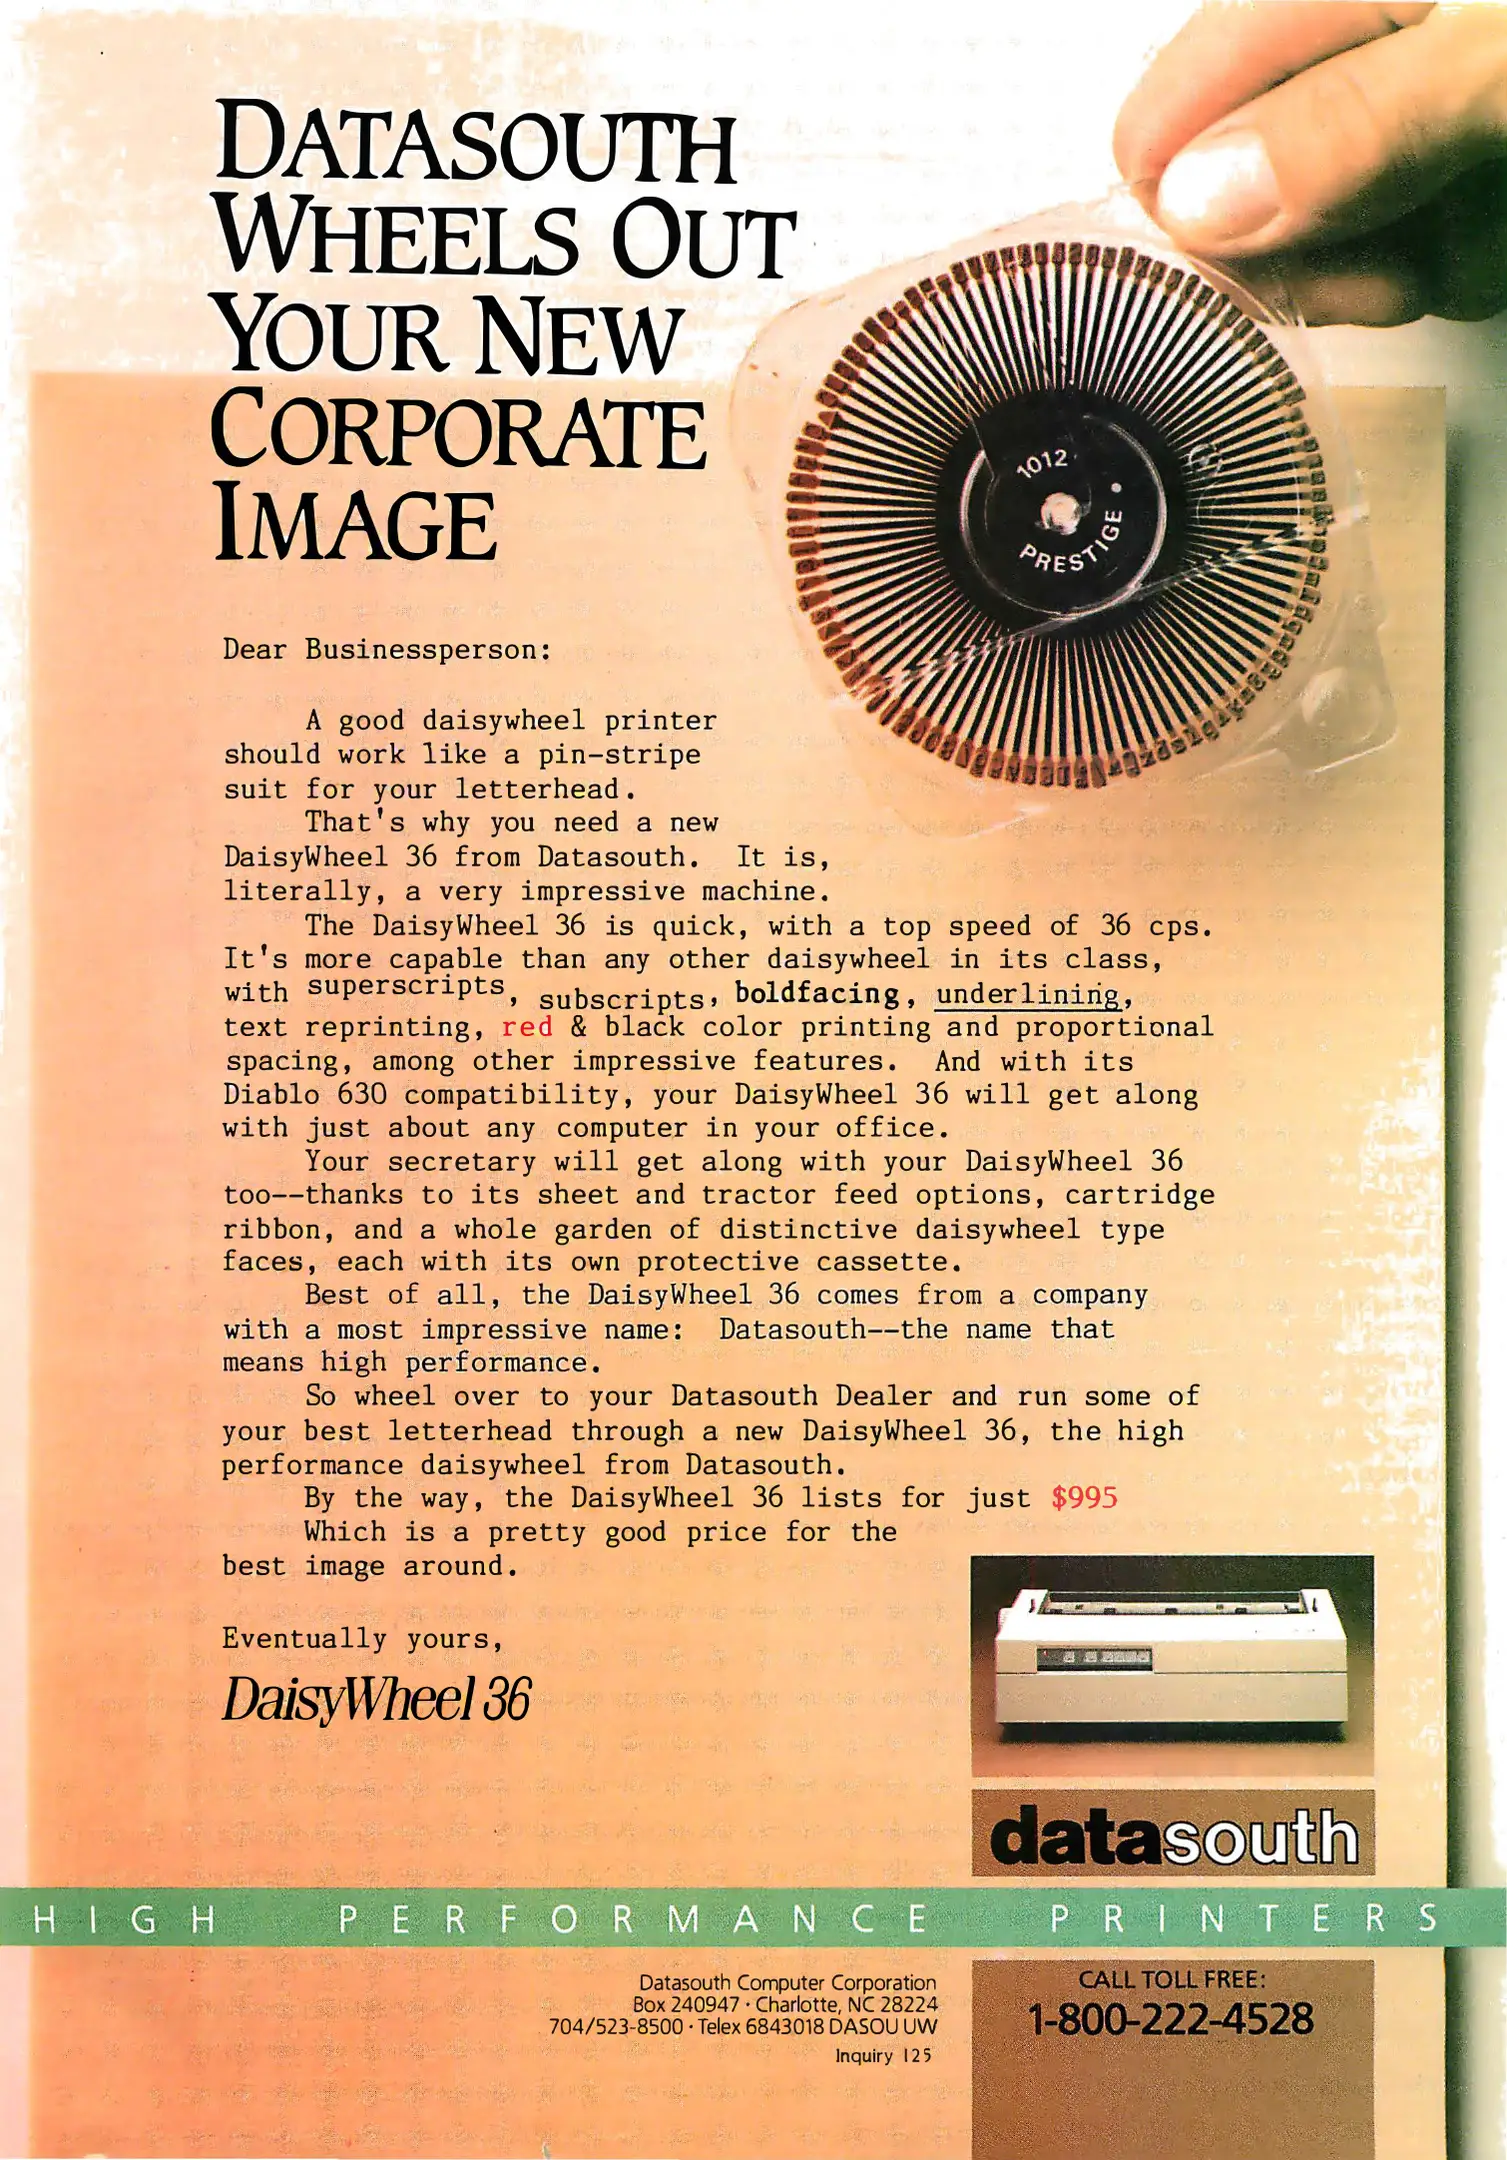 DATASOUTH
WHEELS OUT
YOUR NEW
CORPORATE
IMAGE
1012
PRESTIGE
Dear Businessperson:
A good daisywheel printer
should work like a pin-stripe
suit for your letterhead.
That's why you need a new
DaisyWheel 36 from Datasouth. It is,
literally, a very impressive machine.
The DaisyWheel 36 is quick, with a top speed of 36 cps.
It's more capable than any other daisywheel in its class,
with superscripts, subscripts, boldfacing, underlining,
text reprinting, red & black color printing and proportional
spacing, among other impressive features. And with its
Diablo 630 compatibility, your DaisyWheel 36 will get along
with just about any computer in your office.
Your secretary will get along with your DaisyWheel 36
too--thanks to its sheet and tractor feed options, cartridge
ribbon, and a whole garden of distinctive daisywheel type
faces, each with its own protective cassette.
Best of all, the DaisyWheel 36 comes from a company
with a most impressive name: Datasouth--the name that
means high performance.
So wheel over to your Datasouth Dealer and run some of
your best letterhead through a new DaisyWheel 36, the high
performance daisywheel from Datasouth.
By the way, the DaisyWheel 36 lists for just $995
Which is a pretty good price for the
best image around.
Eventually yours,
DaisyWheel 36
datasouth
HIGH PERFORMANCE PRINTERS
Datasouth Computer Corporation
Box 240947 · Charlotte, NC 28224
704/523-8500 · Telex 6843018 DASOU UW
Inquiry 125
CALL TOLL FREE:
1-800-222-4528